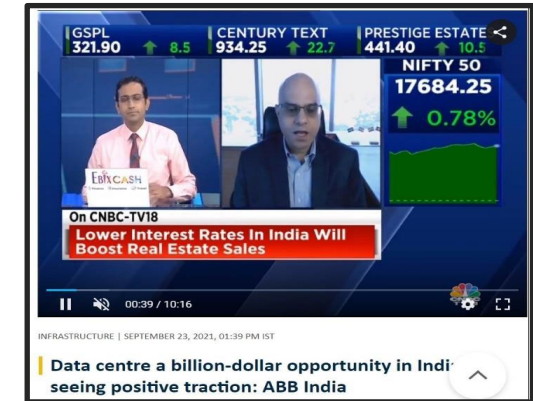 GSPL CENTURY TEXT PRESTIGE ESTATE
321.90 8.5 934.25 22.7 441.40 10.5
NIFTY 50
17684.25
0.78%
EBIXCASH
On CNBC-TV18
Lower Interest Rates In India Will
Boost Real Estate Sales
00:39 / 10:16
INFRASTRUCTURE | SEPTEMBER 23, 2021, 01:39 PM IST
Data centre a billion-dollar opportunity in
seeing positive traction: ABB India